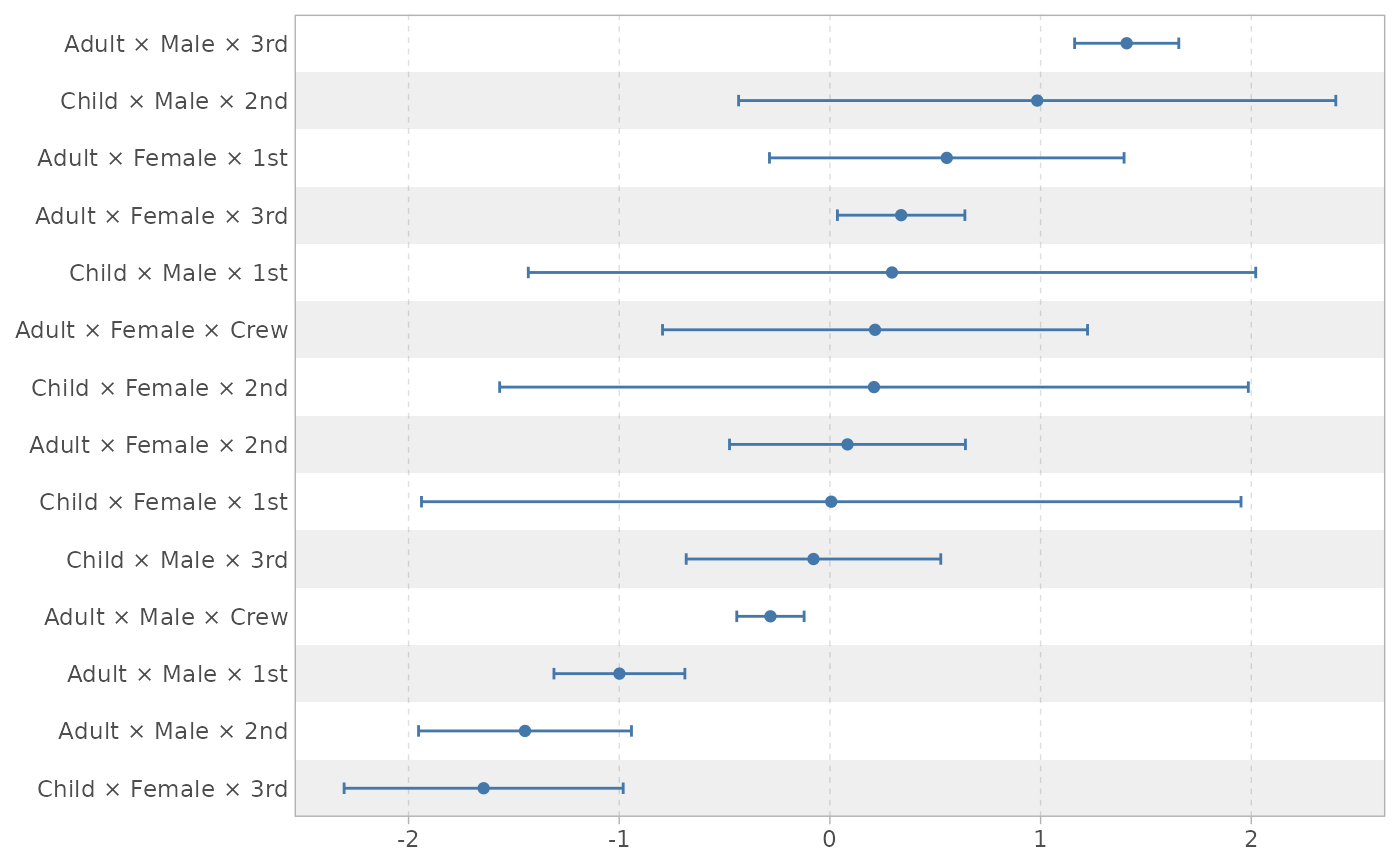 Adult × Male × 3rd
Child × Male × 2nd
Adult × Female × 1st
Adult × Female × 3rd
Child × Male × 1st
Adult × Female × Crew
Child × Female × 2nd
Adult × Female × 2nd
Child × Female × 1st
Child × Male × 3rd
Adult × Male × Crew
Adult × Male × 1st
Adult × Male × 2nd
Child × Female × 3rd
-2 -1 0 1 2